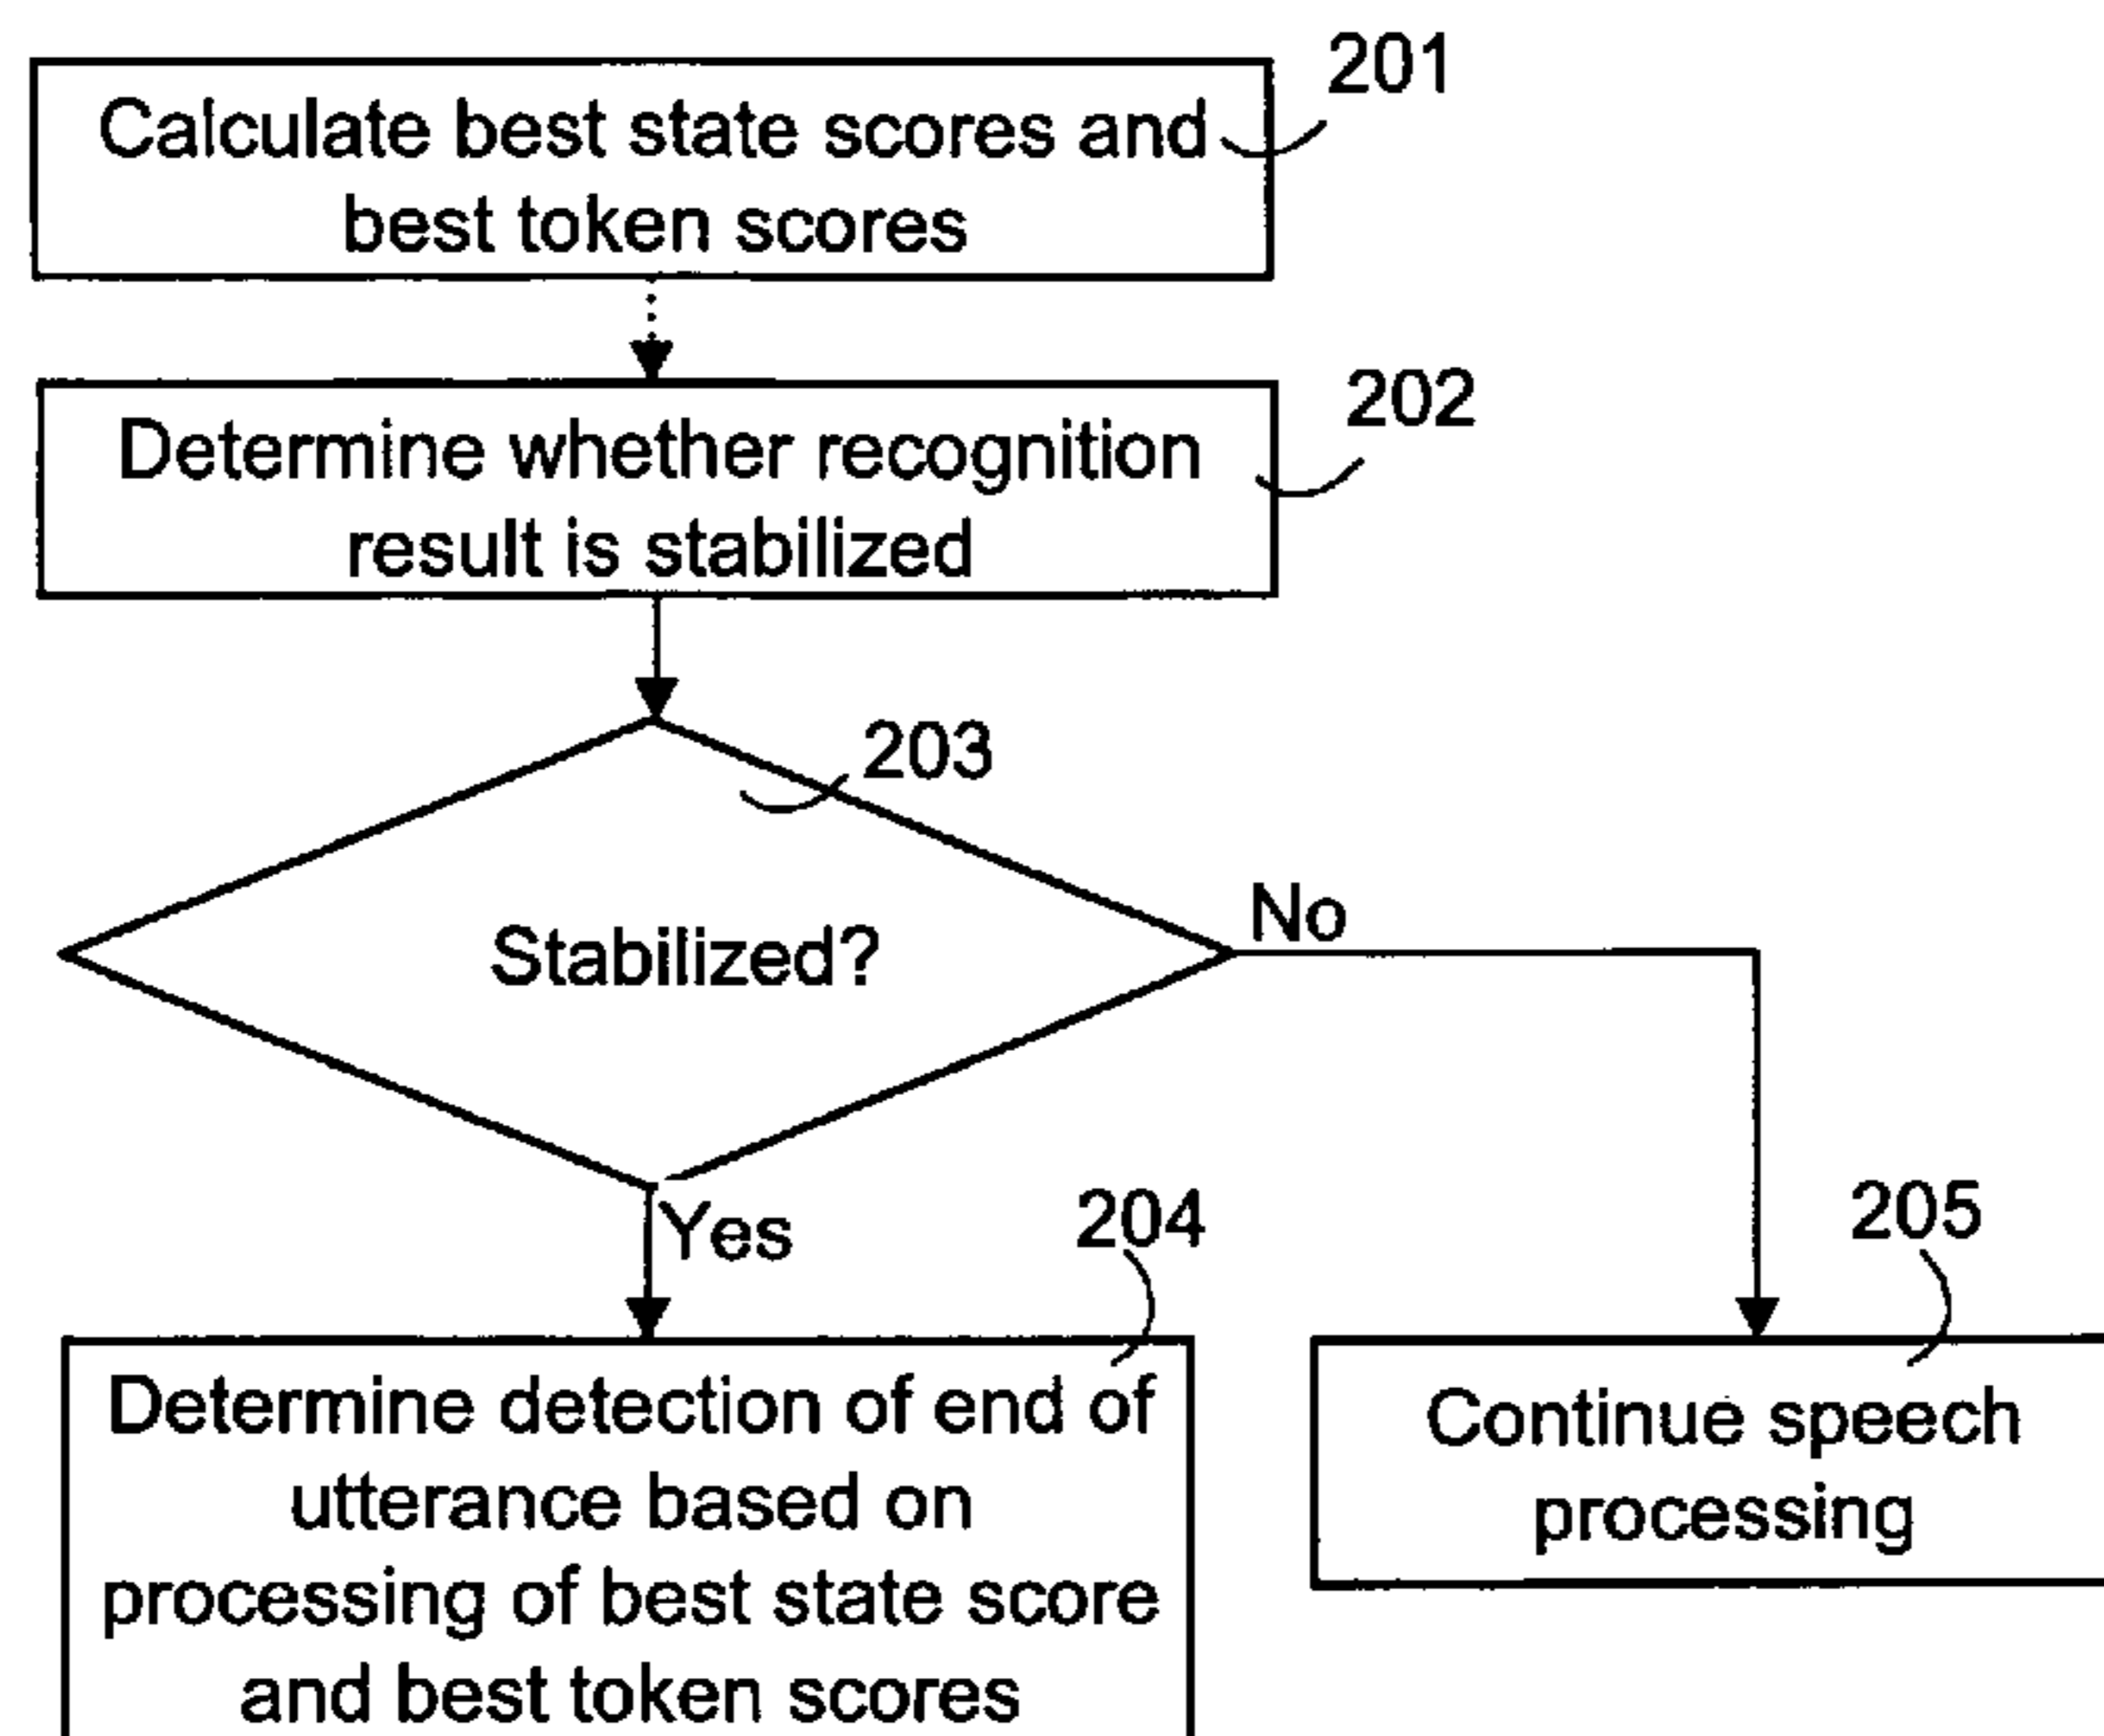 201
Calculate best state scores and
best token scores
202
Determine whether recognition
result is stabilized
203
Stabilized?
No
Yes
204
205
Determine detection of end of
utterance based on
processing of best state score
and best token scores
Continue speech
processing